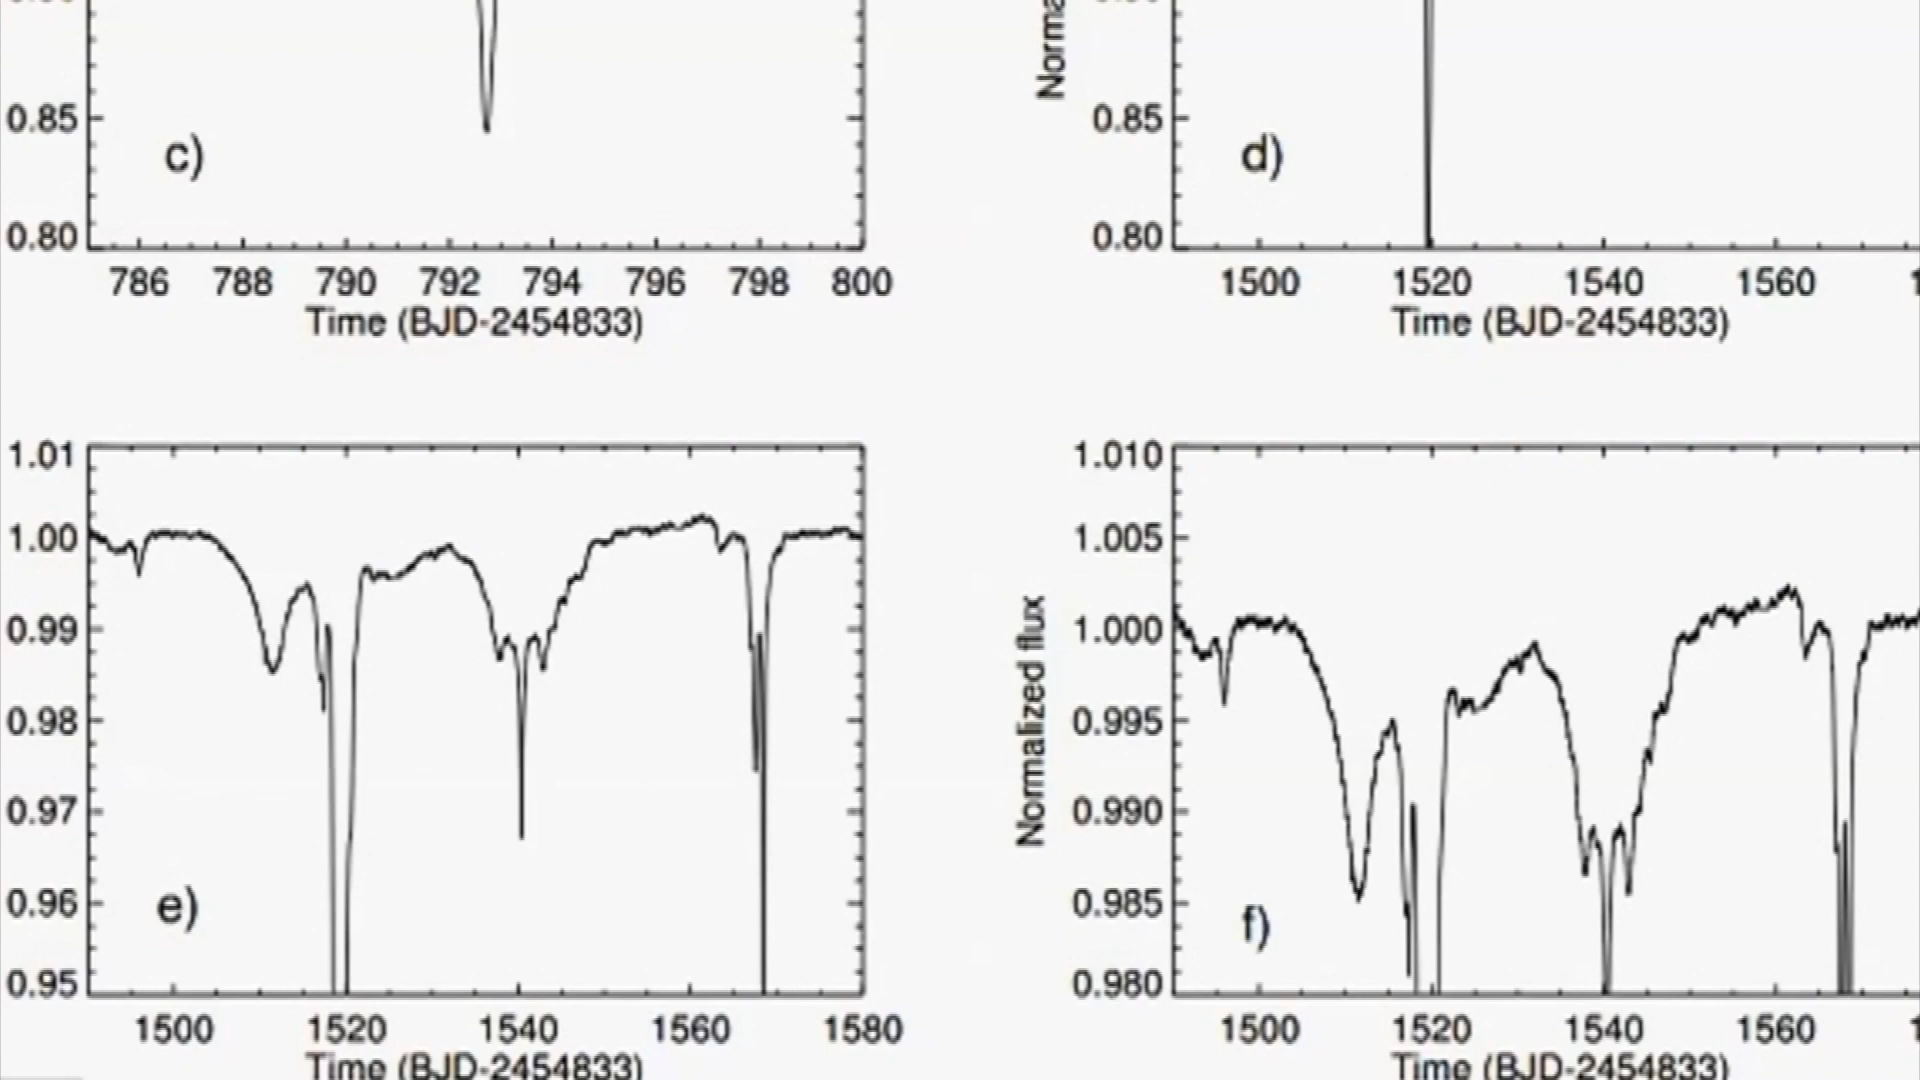 Norma
0.85
c)
0.80
786 788 790 792 794 796 798 800
Time (BJD-2454833)
0.85
d)
0.80
1500 1520 1540 1560
Time (BJD-2454833)
1.01
1.00
0.99
0.98
0.97
0.96
0.95
e)
1500 1520 1540 1560 1580
Time (BJD-2454833)
Normalized flux
1.010
1.005
1.000
0.995
0.990
0.985
0.980
f)
1500 1520 1540 1560
Time (BJD-2454833)